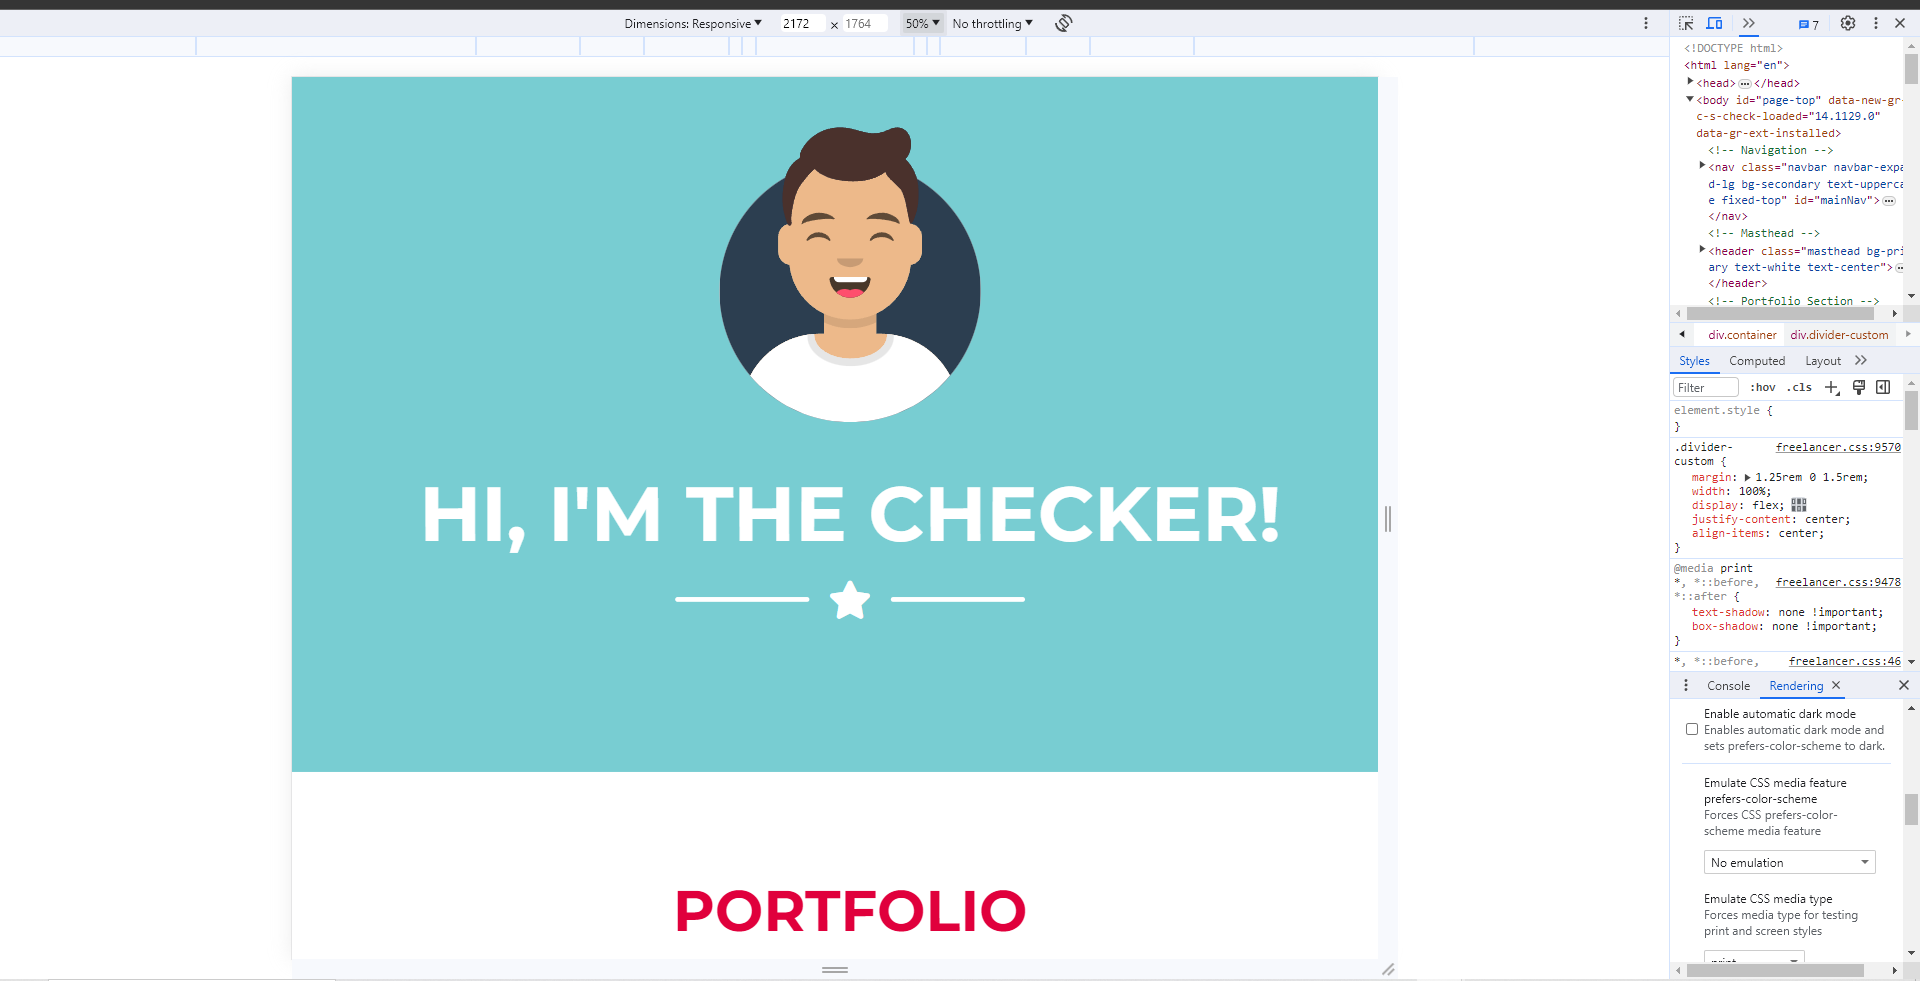 Dimensions: Responsive 2172 × 1764 50% No throttling
7
<!DOCTYPE html>
<html lang="en">
<head> ⋯ </head>
<body id="page-top" data-new-gr-
c-s-check-loaded="14.1129.0"
data-gr-ext-installed>
<!-- Navigation -->
<nav class="navbar navbar-expa
d-lg bg-secondary text-upperca
e fixed-top" id="mainNav"> ⋯
</nav>
<!-- Masthead -->
<header class="masthead bg-pri
ary text-white text-center"> ⋯
</header>
<!-- Portfolio Section -->
div.container div.divider-custom
Styles Computed Layout
Filter :hov .cls
element.style {
}
.divider- freelancer.css:9570
custom {
margin: 1.25rem 0 1.5rem;
width: 100%;
display: flex;
justify-content: center;
align-items: center;
}
@media print
*, *::before, freelancer.css:9478
*::after {
text-shadow: none !important;
box-shadow: none !important;
}
*, *::before, freelancer.css:46
Console Rendering
Enable automatic dark mode
Enables automatic dark mode and
sets prefers-color-scheme to dark.
Emulate CSS media feature
prefers-color-scheme
Forces CSS prefers-color-
scheme media feature
No emulation
Emulate CSS media type
Forces media type for testing
print and screen styles
print
HI, I'M THE CHECKER!
PORTFOLIO